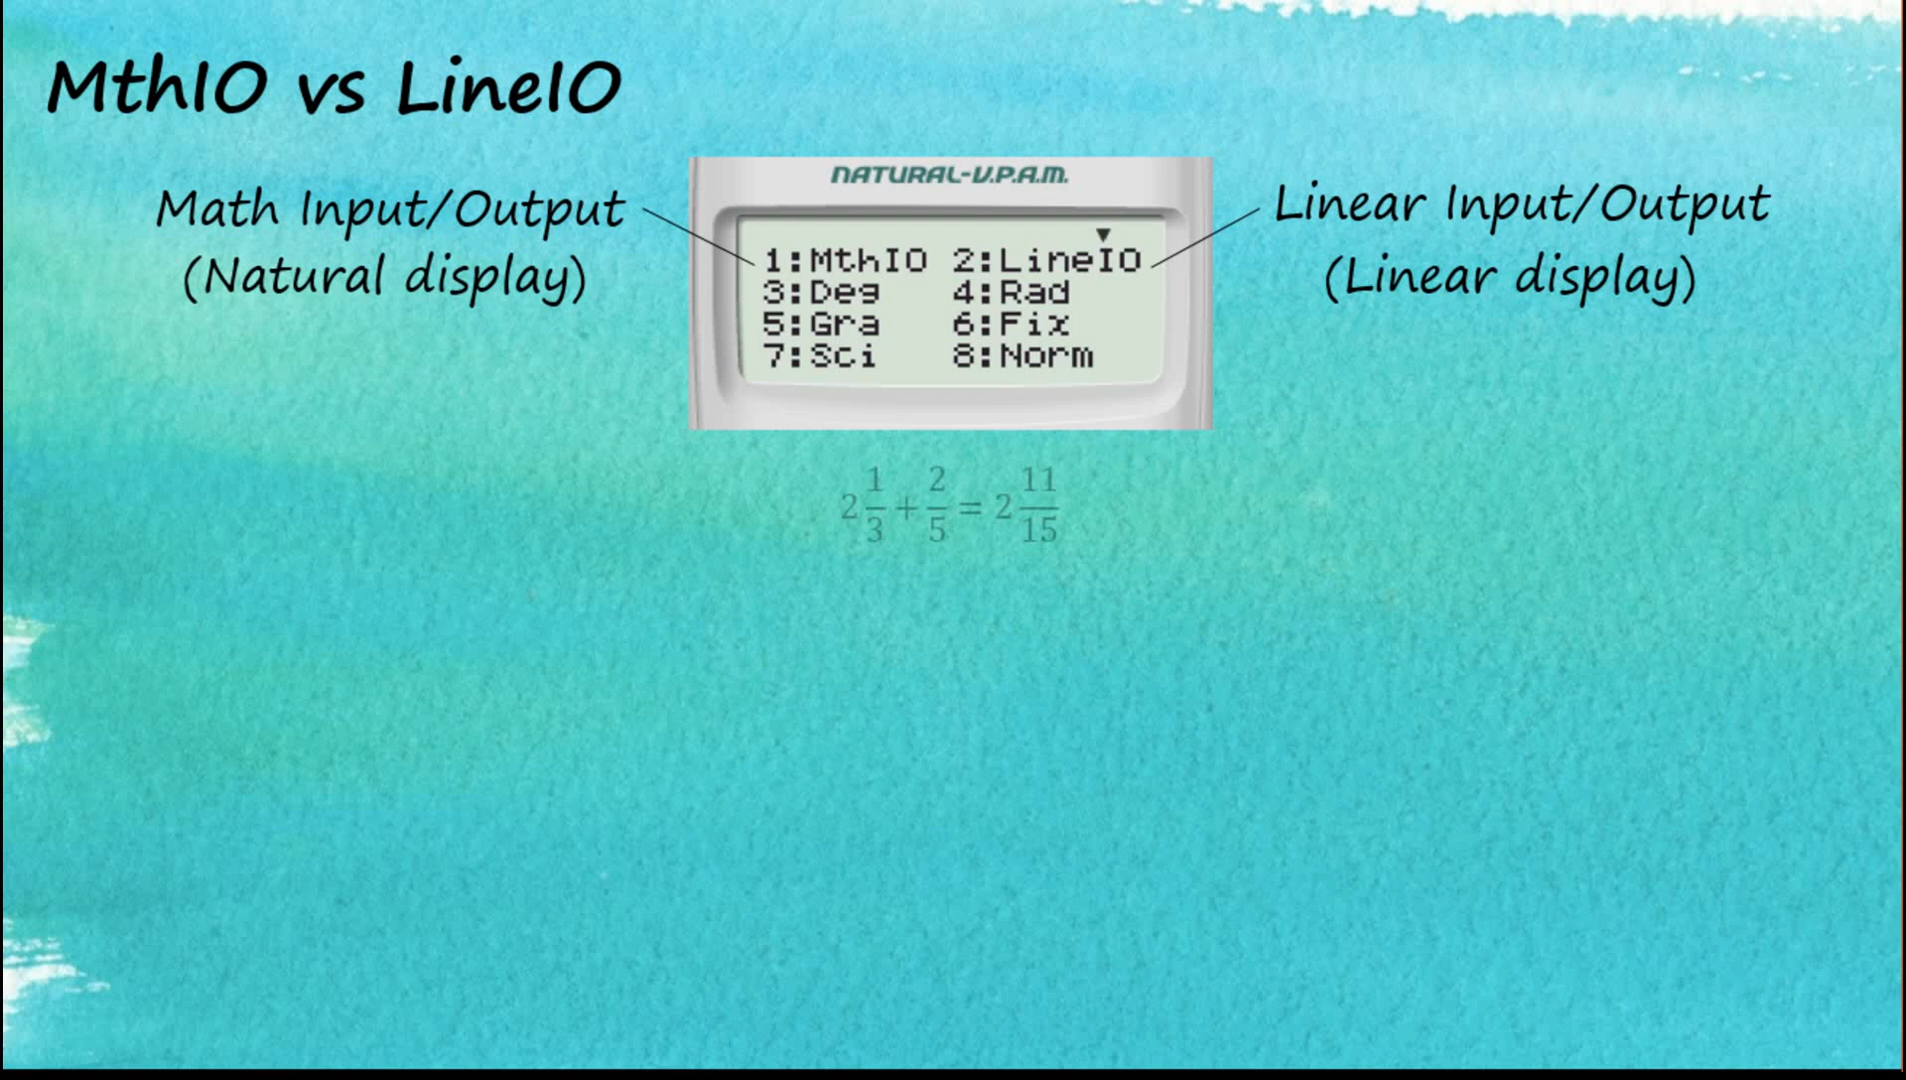 MthIO vs LineIO
Math Input/Output
(Natural display)
NATURAL-V.P.A.M.
1:MthIO 2:LineIO
3:Deg 4:Rad
5:Gra 6:Fix
7:Sci 8:Norm
Linear Input/Output
(Linear display)
2 1/3 + 2/5 = 2 11/15